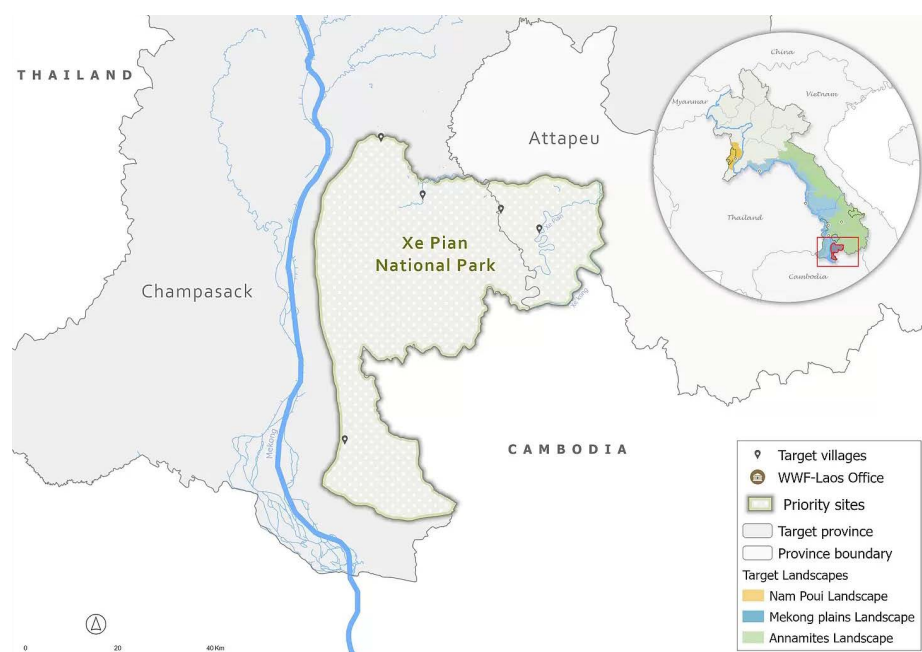 THAILAND
Attapeu
Xe Pian
National Park
Champasack
Mekong
CAMBODIA
China
Myanmar
Vietnam
Thailand
Cambodia
Target villages
WWF-Laos Office
Priority sites
Target province
Province boundary
Target Landscapes
Nam Poui Landscape
Mekong plains Landscape
Annamites Landscape
0 20 40 Km